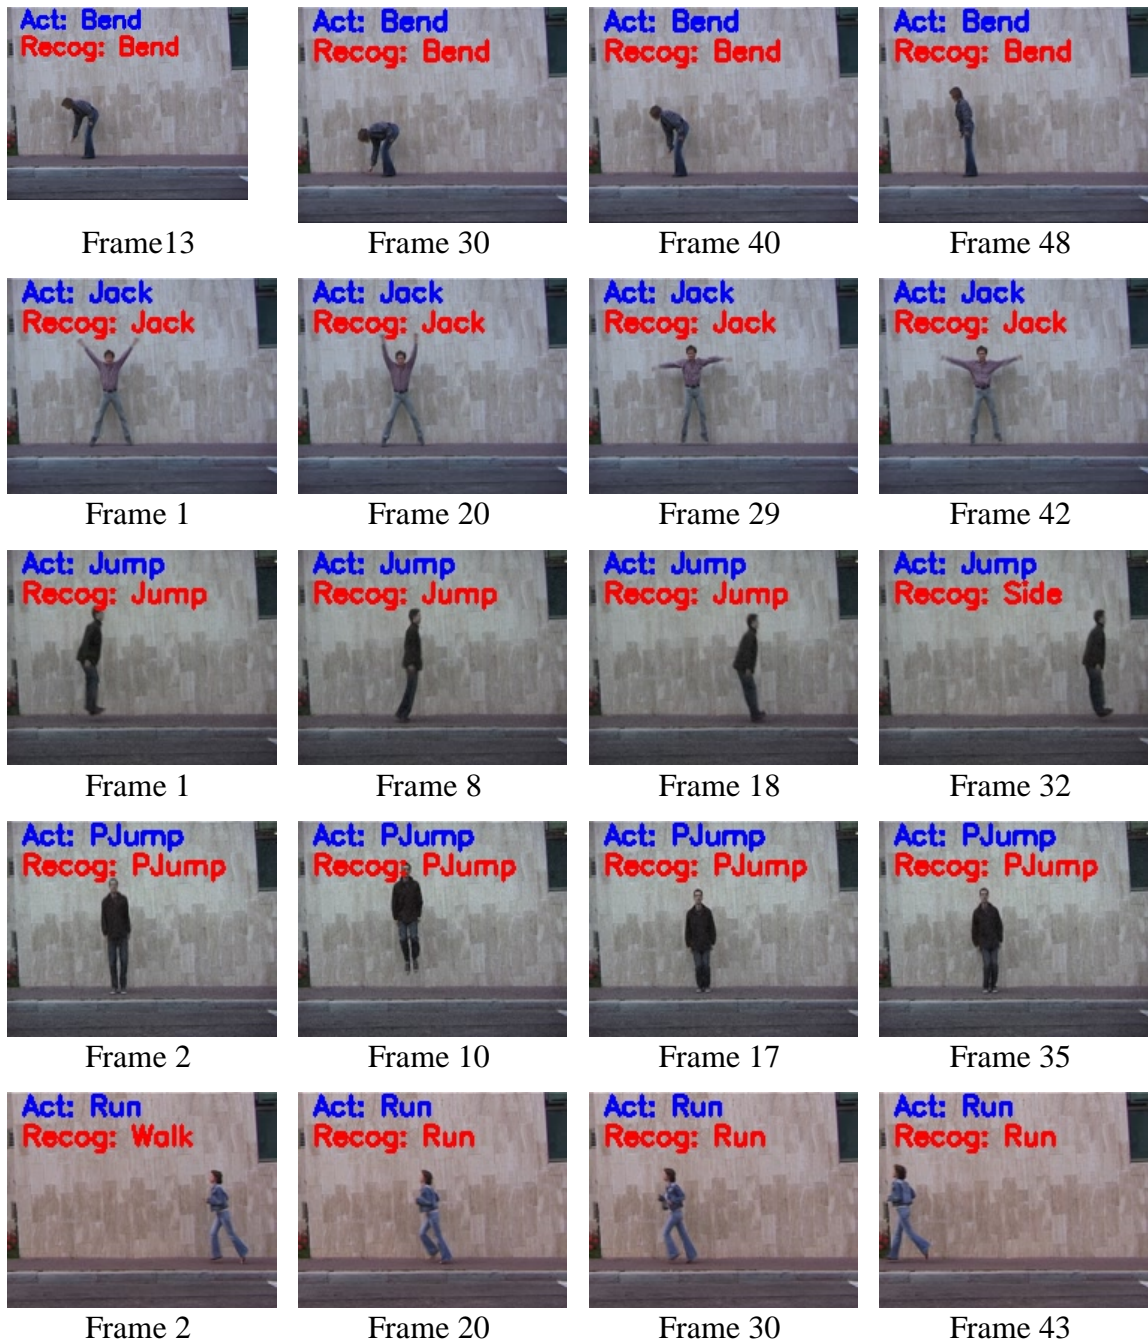 Act: Bend
Recog: Bend
Act: Bend
Recog: Bend
Act: Bend
Recog: Bend
Act: Bend
Recog: Bend
Frame13
Frame 30
Frame 40
Frame 48
Act: Jack
Recog: Jack
Act: Jack
Recog: Jack
Act: Jack
Recog: Jack
Act: Jack
Recog: Jack
Frame 1
Frame 20
Frame 29
Frame 42
Act: Jump
Recog: Jump
Act: Jump
Recog: Jump
Act: Jump
Recog: Jump
Act: Jump
Recog: Side
Frame 1
Frame 8
Frame 18
Frame 32
Act: PJump
Recog: PJump
Act: PJump
Recog: PJump
Act: PJump
Recog: PJump
Act: PJump
Recog: PJump
Frame 2
Frame 10
Frame 17
Frame 35
Act: Run
Recog: Walk
Act: Run
Recog: Run
Act: Run
Recog: Run
Act: Run
Recog: Run
Frame 2
Frame 20
Frame 30
Frame 43